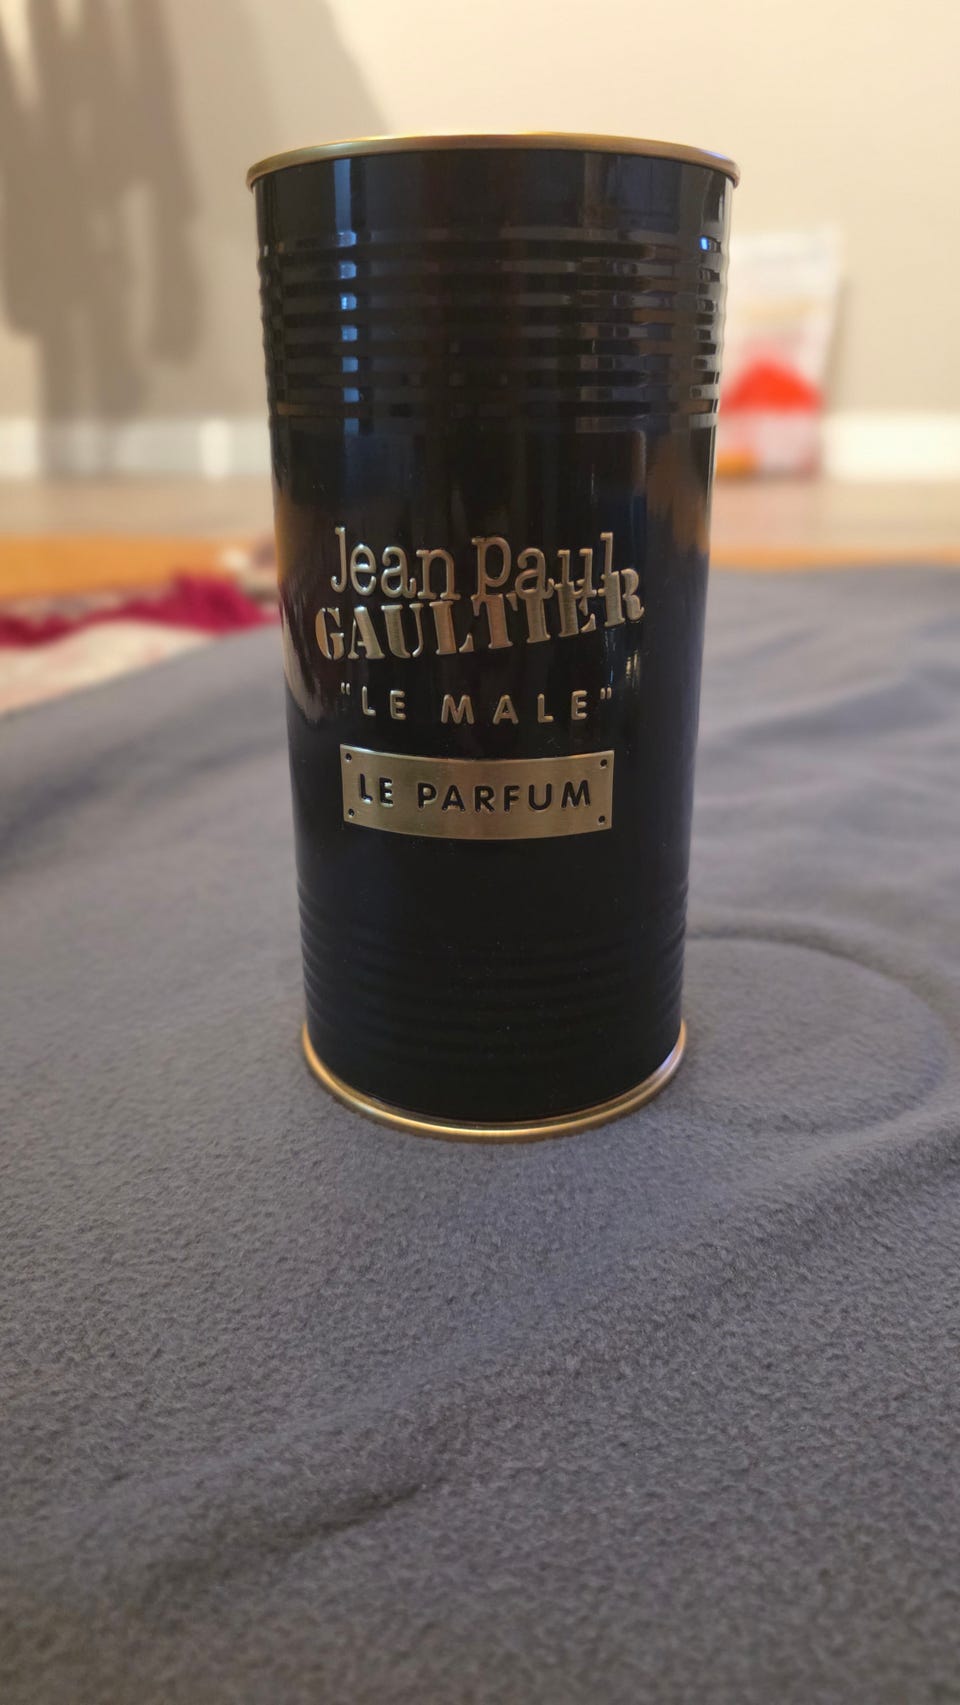 Jean Paul
GAULTIER
"LE MALE"
LE PARFUM